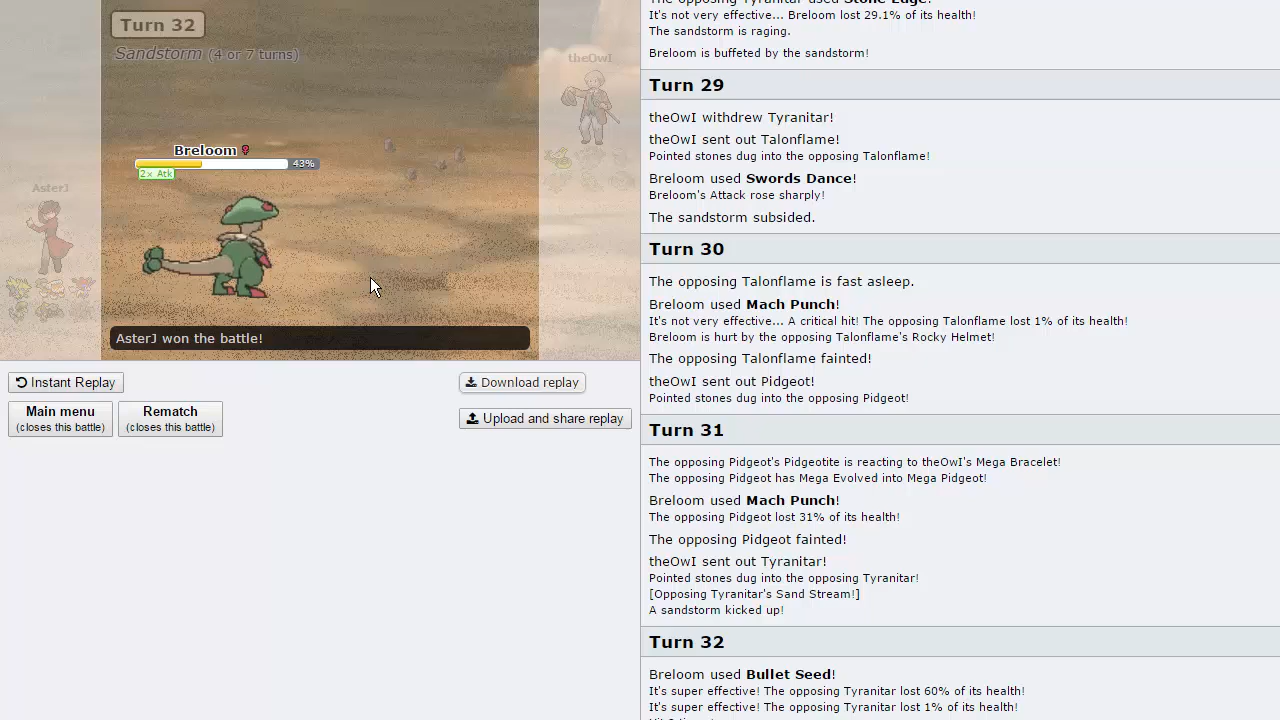 Turn 32
Sandstorm (4 or 7 turns)
theOwI
Breloom
43%
2× Atk
AsterJ
AsterJ won the battle!
Instant Replay
Download replay
Main menu
(closes this battle)
Rematch
(closes this battle)
Upload and share replay
It's not very effective... Breloom lost 29.1% of its health!
The sandstorm is raging.
Breloom is buffeted by the sandstorm!
Turn 29
theOwI withdrew Tyranitar!
theOwI sent out Talonflame!
Pointed stones dug into the opposing Talonflame!
Breloom used Swords Dance!
Breloom's Attack rose sharply!
The sandstorm subsided.
Turn 30
The opposing Talonflame is fast asleep.
Breloom used Mach Punch!
It's not very effective... A critical hit! The opposing Talonflame lost 1% of its health!
Breloom is hurt by the opposing Talonflame's Rocky Helmet!
The opposing Talonflame fainted!
theOwI sent out Pidgeot!
Pointed stones dug into the opposing Pidgeot!
Turn 31
The opposing Pidgeot's Pidgeotite is reacting to theOwI's Mega Bracelet!
The opposing Pidgeot has Mega Evolved into Mega Pidgeot!
Breloom used Mach Punch!
The opposing Pidgeot lost 31% of its health!
The opposing Pidgeot fainted!
theOwI sent out Tyranitar!
Pointed stones dug into the opposing Tyranitar!
[Opposing Tyranitar's Sand Stream!]
A sandstorm kicked up!
Turn 32
Breloom used Bullet Seed!
It's super effective! The opposing Tyranitar lost 60% of its health!
It's super effective! The opposing Tyranitar lost 1% of its health!